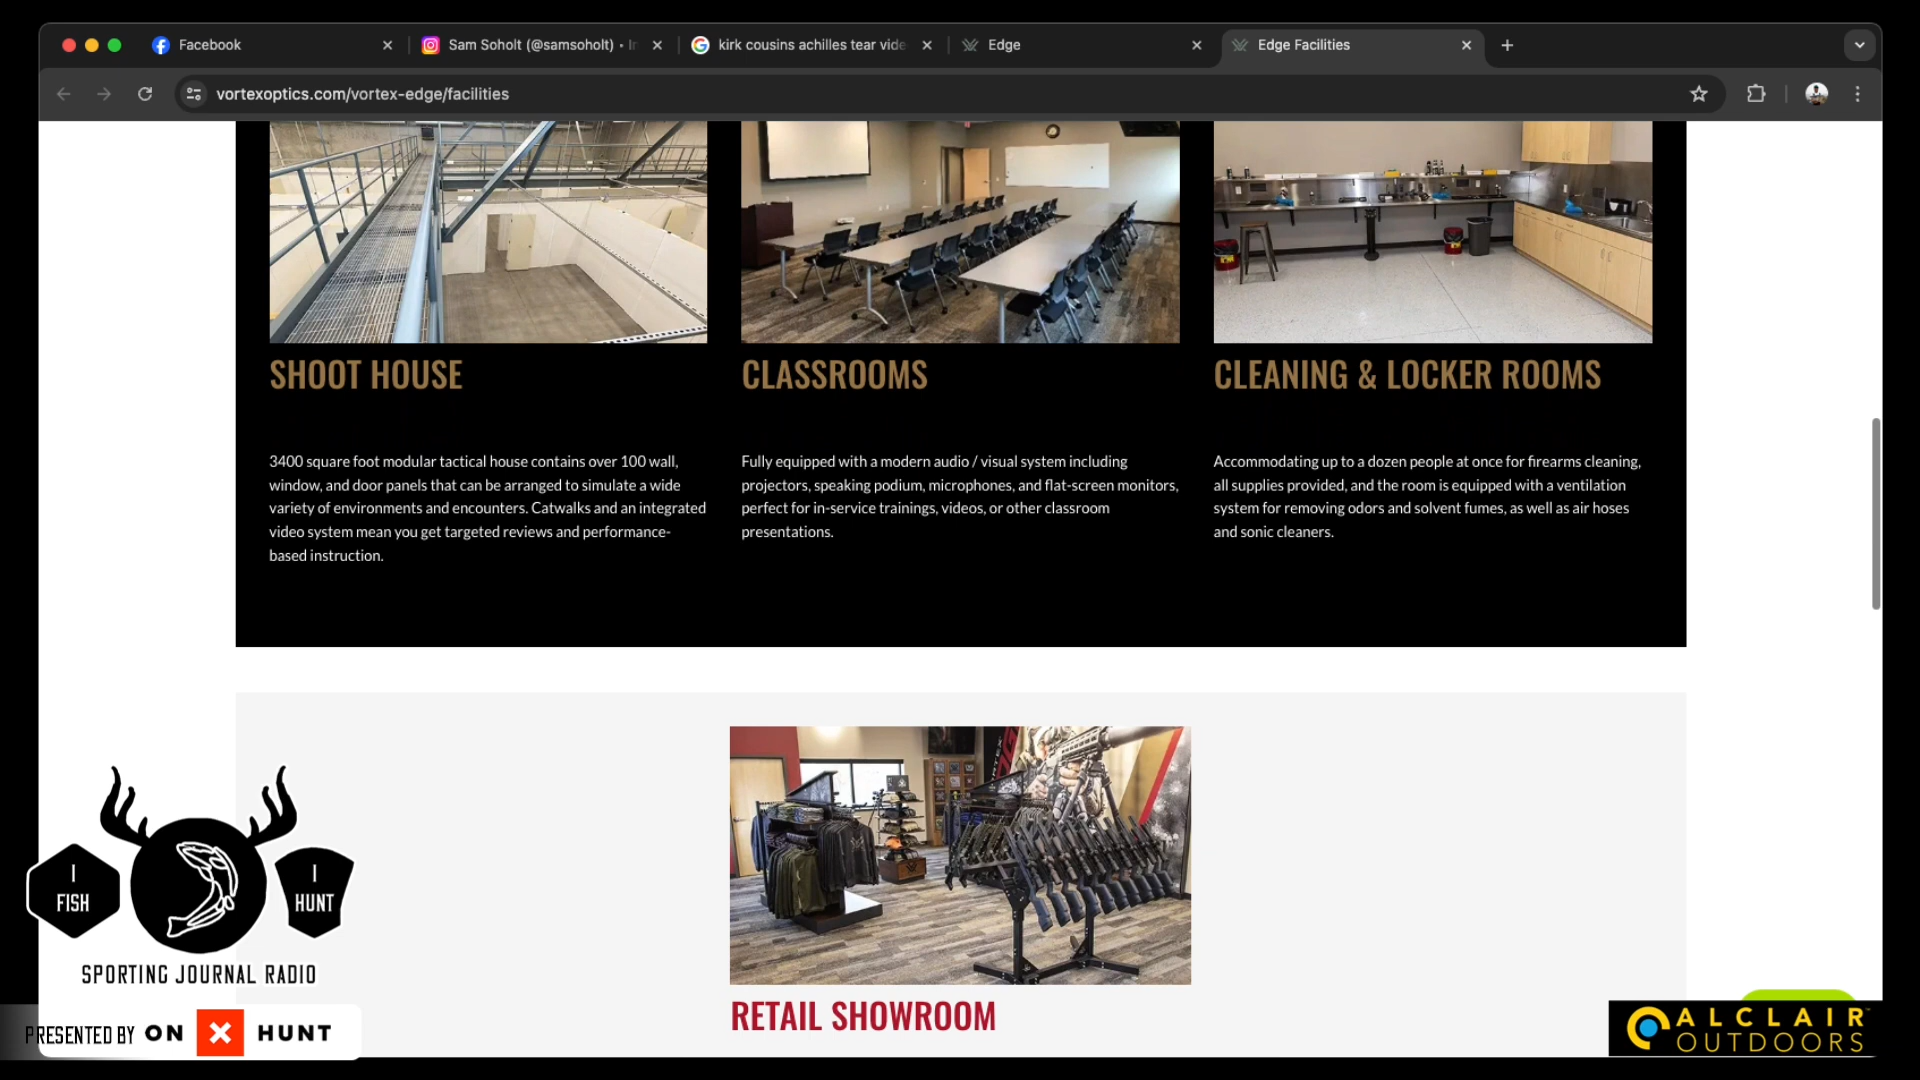 Facebook
Sam Soholt (@samsoholt) • In
kirk cousins achilles tear vide
Edge
Edge Facilities
vortexoptics.com/vortex-edge/facilities
SHOOT HOUSE
3400 square foot modular tactical house contains over 100 wall,
window, and door panels that can be arranged to simulate a wide
variety of environments and encounters. Catwalks and an integrated
video system mean you get targeted reviews and performance-
based instruction.
CLASSROOMS
Fully equipped with a modern audio / visual system including
projectors, speaking podium, microphones, and flat-screen monitors,
perfect for in-service trainings, videos, or other classroom
presentations.
CLEANING & LOCKER ROOMS
Accommodating up to a dozen people at once for firearms cleaning,
all supplies provided, and the room is equipped with a ventilation
system for removing odors and solvent fumes, as well as air hoses
and sonic cleaners.
RETAIL SHOWROOM
I
FISH
I
HUNT
SPORTING JOURNAL RADIO
PRESENTED BY ON X HUNT
ALCLAIR
OUTDOORS